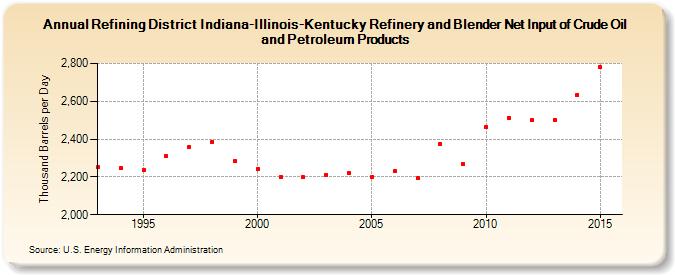 Annual Refining District Indiana-Illinois-Kentucky Refinery and Blender Net Input of Crude Oil
and Petroleum Products
Thousand Barrels per Day
2,800
2,600
2,400
2,200
2,000
1995
2000
2005
2010
2015
Source: U.S. Energy Information Administration